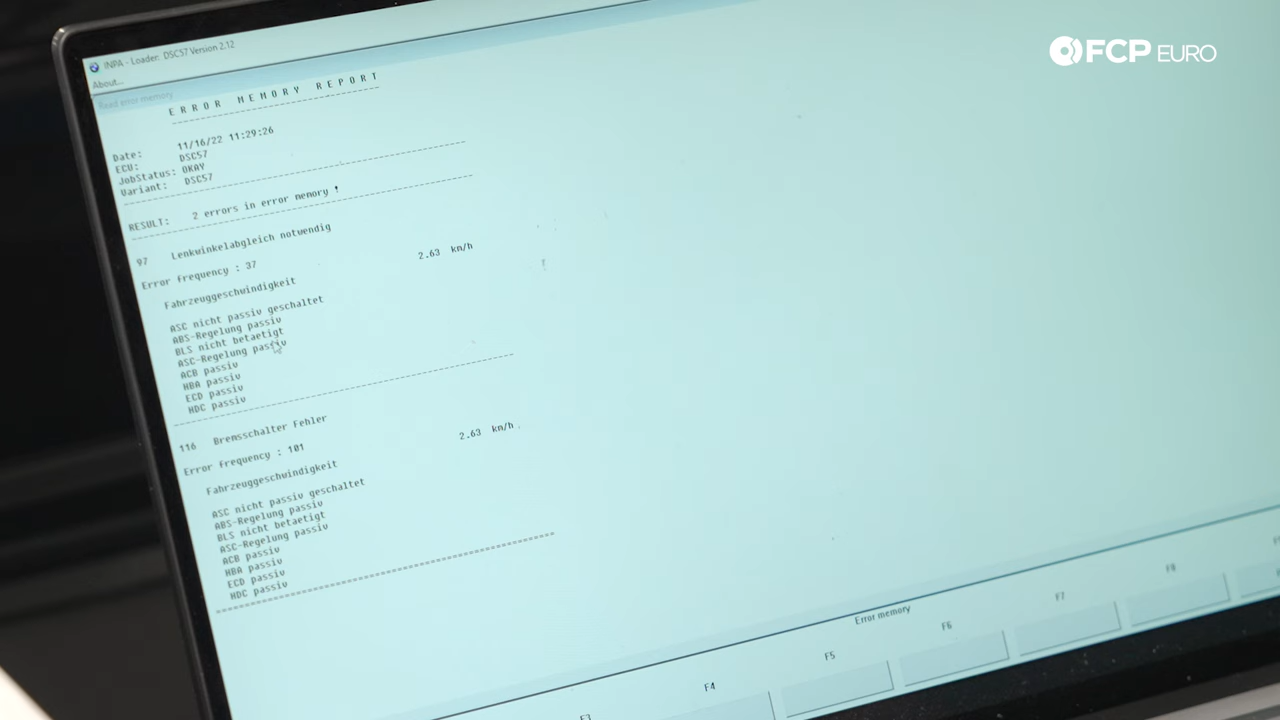 INPA - Loader: DSC57 Version 2.12
FCP EURO
About...
Read error memory
ERROR MEMORY REPORT
Date: 11/16/22 11:29:26
ECU: DSC57
JobStatus: OKAY
Variant: DSC57
RESULT: 2 errors in error memory !
97 Lenkwinkelabgleich notwendig
Error frequency : 37
Fahrzeuggeschwindigkeit 2.63 km/h
ASC nicht passiv geschaltet
ABS-Regelung passiv
BLS nicht betaetigt
ASC-Regelung passiv
ACB passiv
HBA passiv
ECD passiv
HDC passiv
116 Bremsschalter Fehler
Error frequency : 101
Fahrzeuggeschwindigkeit 2.63 km/h
ASC nicht passiv geschaltet
ABS-Regelung passiv
BLS nicht betaetigt
ASC-Regelung passiv
ACB passiv
HBA passiv
ECD passiv
HDC passiv
Error memory
F3 F4 F5 F6 F7 F8